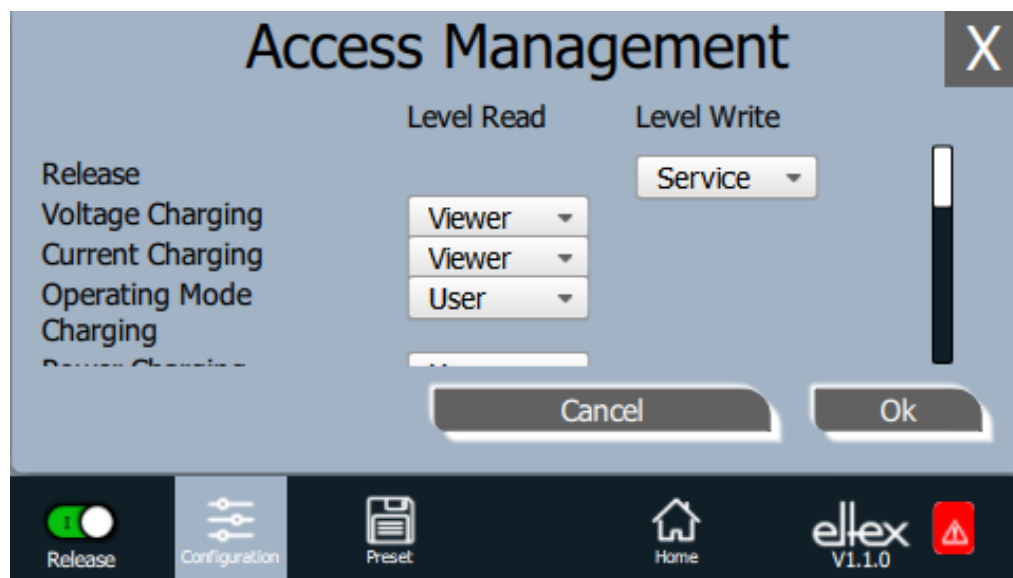 Access Management
X
Level Read Level Write
Release Service
Voltage Charging Viewer
Current Charging Viewer
Operating Mode User
Charging
Cancel Ok
I
Release Configuration Preset Home eltex
V1.1.0